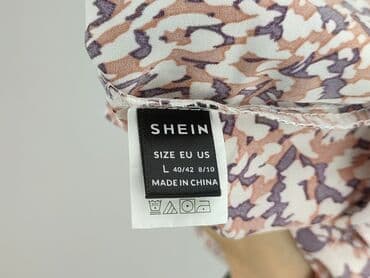 SHEIN
SIZE EU US
L 40/42 8/10
MADE IN CHINA